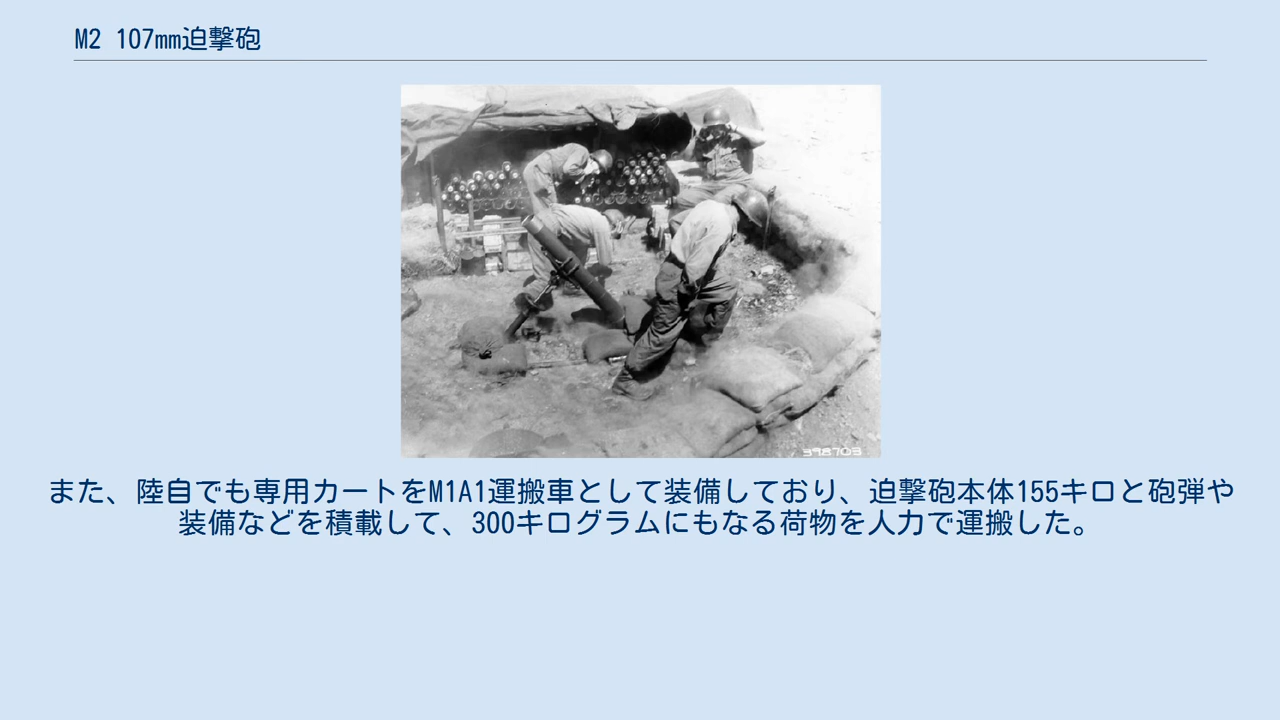 M2 107mm迫撃砲
398703
また、陸自でも専用カートをM1A1運搬車として装備しており、迫撃砲本体155キロと砲弾や
装備などを積載して、300キログラムにもなる荷物を人力で運搬した。